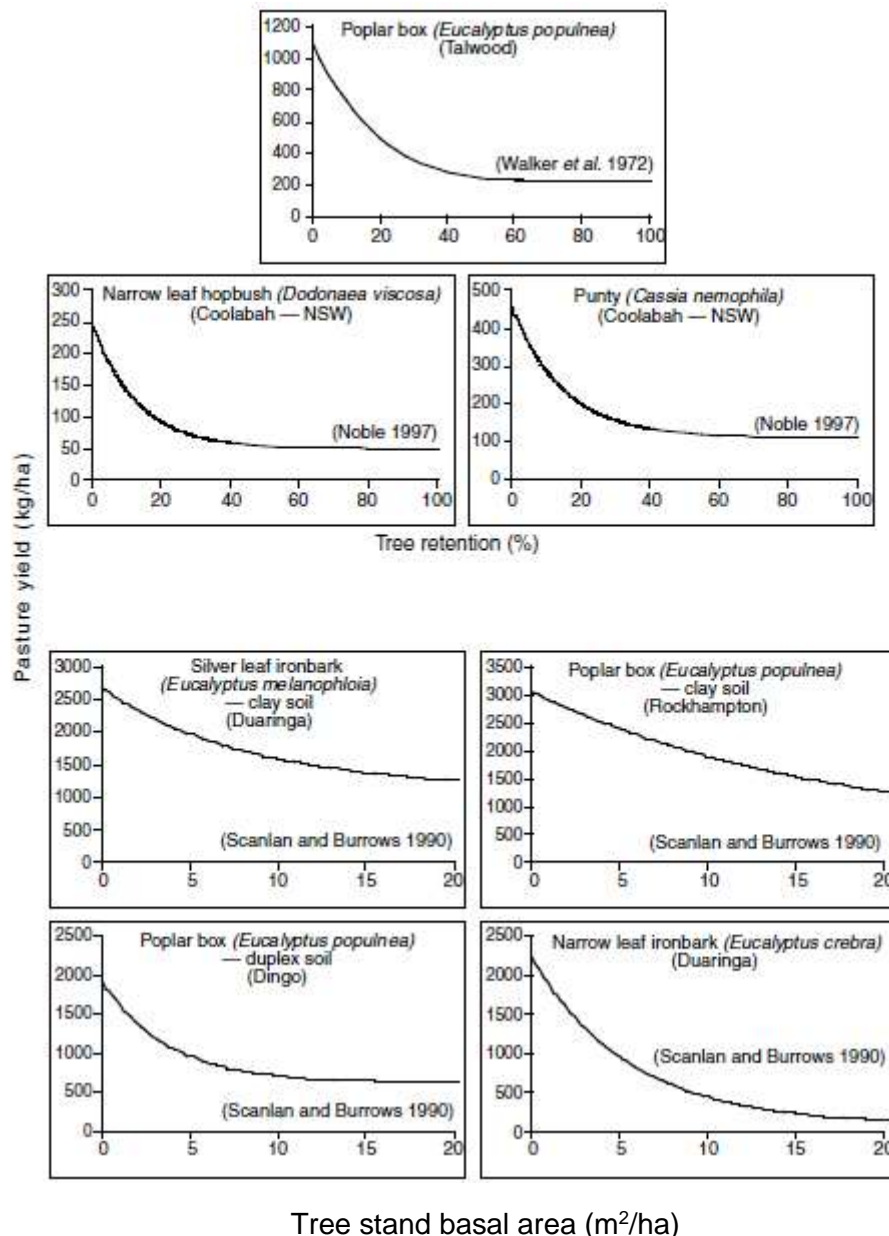 Pasture yield (kg/ha)
Poplar box (Eucalyptus populnea)
(Talwood)
(Walker et al. 1972)
1200
1000
800
600
400
200
0
0 20 40 60 80 100
Narrow leaf hopbush (Dodonaea viscosa)
(Coolabah — NSW)
(Noble 1997)
300
250
200
150
100
50
0
0 20 40 60 80 100
Punty (Cassia nemophila)
(Coolabah — NSW)
(Noble 1997)
500
400
300
200
100
0
0 20 40 60 80 100
Tree retention (%)
Silver leaf ironbark
(Eucalyptus melanophloia)
— clay soil
(Duaringa)
(Scanlan and Burrows 1990)
3000
2500
2000
1500
1000
500
0
0 5 10 15 20
Poplar box (Eucalyptus populnea)
— clay soil
(Rockhampton)
(Scanlan and Burrows 1990)
3500
3000
2500
2000
1500
1000
500
0
0 5 10 15 20
Poplar box (Eucalyptus populnea)
— duplex soil
(Dingo)
(Scanlan and Burrows 1990)
2500
2000
1500
1000
500
0
0 5 10 15 20
Narrow leaf ironbark (Eucalyptus crebra)
(Duaringa)
(Scanlan and Burrows 1990)
2500
2000
1500
1000
500
0
0 5 10 15 20
Tree stand basal area (m²/ha)